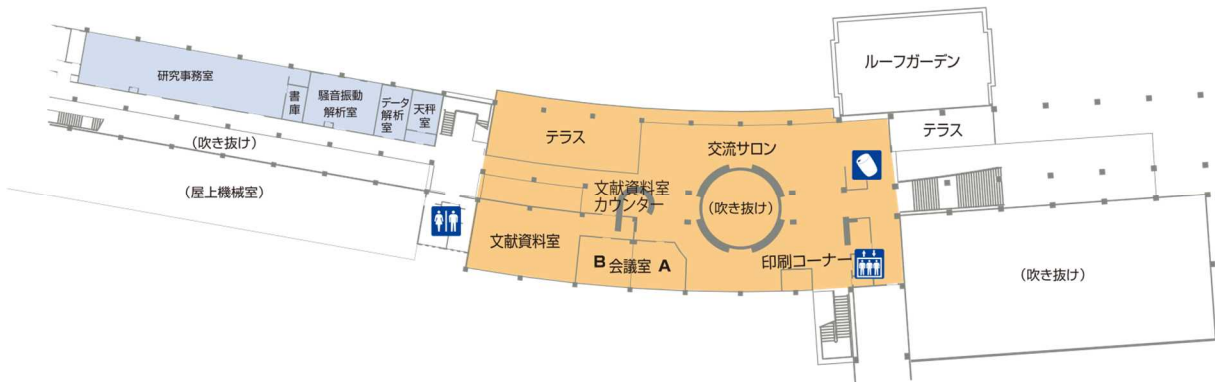 研究事務室
書
庫
騒音振動
解析室
データ
解析
室
天秤
室
(吹き抜け)
(屋上機械室)
テラス
交流サロン
ルーフガーデン
テラス
文献資料室
カウンター
(吹き抜け)
文献資料室
B 会議室 A
印刷コーナー
(吹き抜け)